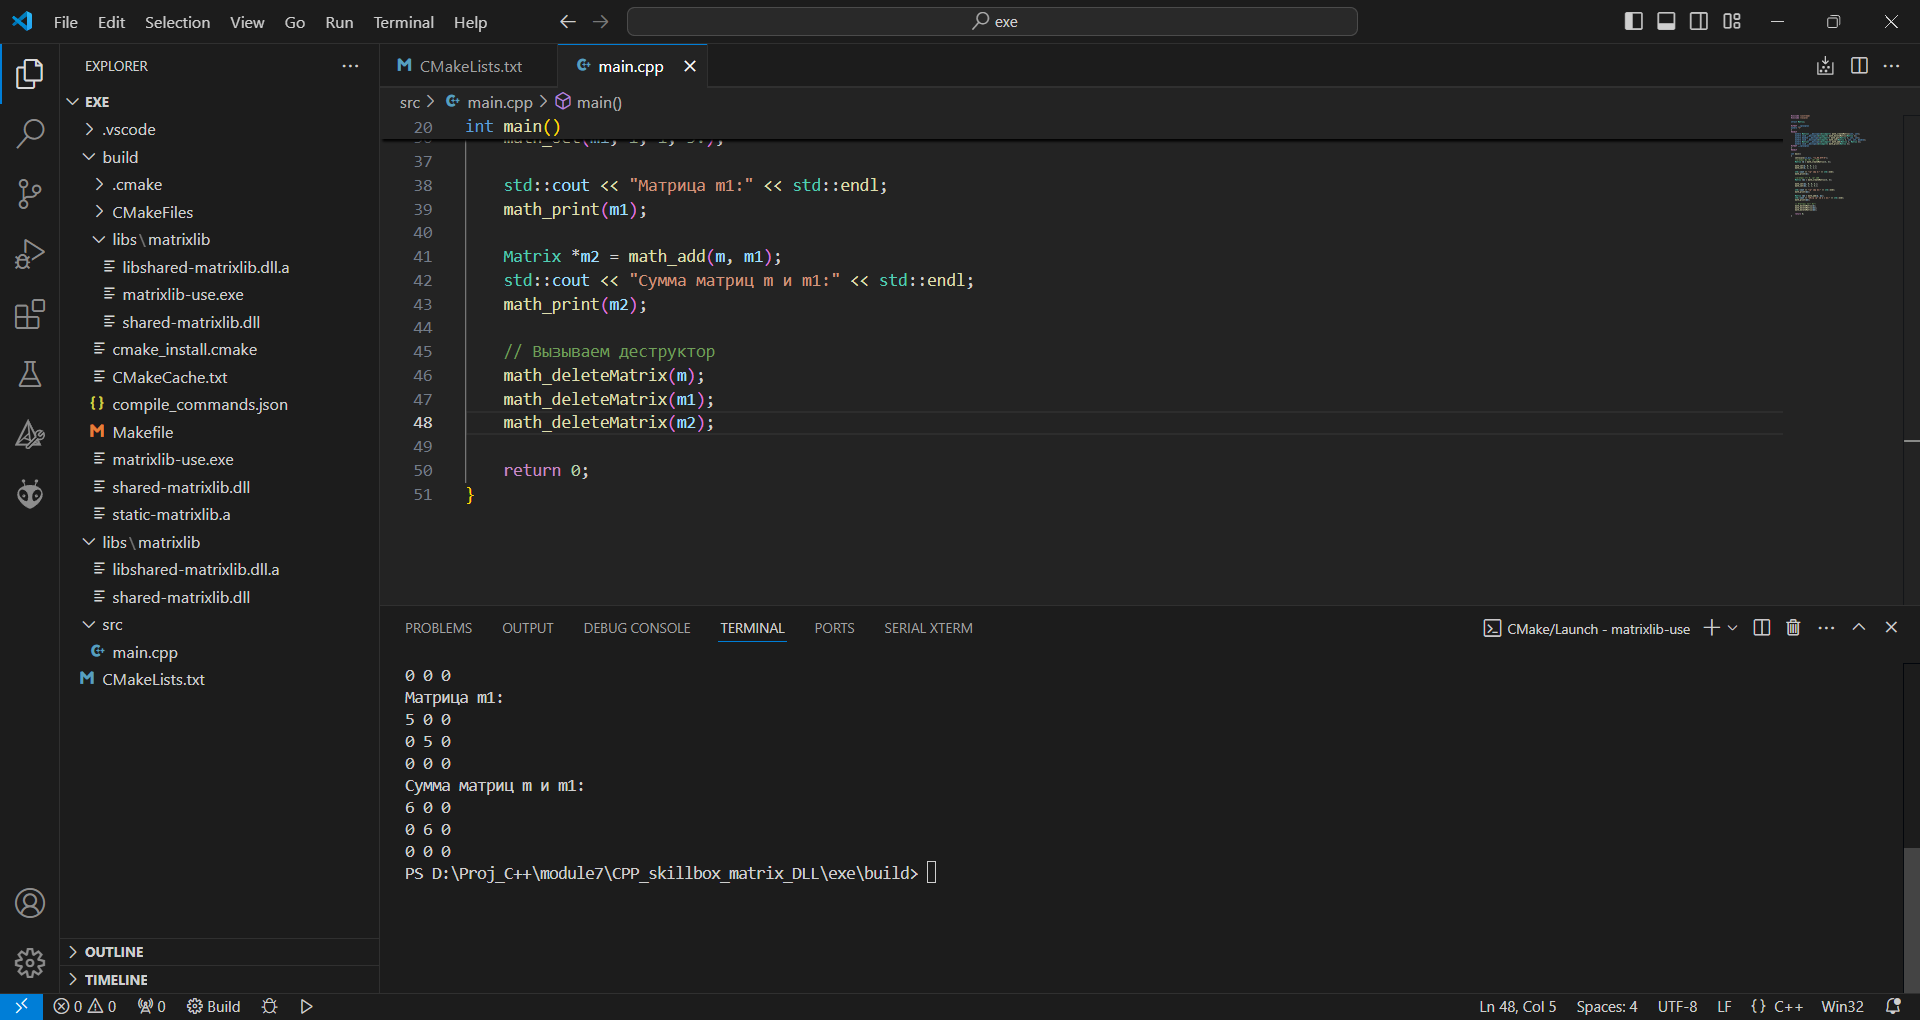 File Edit Selection View Go Run Terminal Help
exe
EXPLORER
EXE
.vscode
build
.cmake
CMakeFiles
libs\matrixlib
libshared-matrixlib.dll.a
matrixlib-use.exe
shared-matrixlib.dll
cmake_install.cmake
CMakeCache.txt
{} compile_commands.json
M Makefile
matrixlib-use.exe
shared-matrixlib.dll
static-matrixlib.a
libs\matrixlib
libshared-matrixlib.dll.a
shared-matrixlib.dll
src
main.cpp
M CMakeLists.txt
OUTLINE
TIMELINE
M CMakeLists.txt
main.cpp
src > main.cpp > main()
20 int main()
37
38 std::cout << "Матрица m1:" << std::endl;
39 math_print(m1);
40
41 Matrix *m2 = math_add(m, m1);
42 std::cout << "Сумма матриц m и m1:" << std::endl;
43 math_print(m2);
44
45 // Вызываем деструктор
46 math_deleteMatrix(m);
47 math_deleteMatrix(m1);
48 math_deleteMatrix(m2);
49
50 return 0;
51 }
PROBLEMS OUTPUT DEBUG CONSOLE TERMINAL PORTS SERIAL XTERM
CMake/Launch - matrixlib-use
0 0 0
Матрица m1:
5 0 0
0 5 0
0 0 0
Сумма матриц m и m1:
6 0 0
0 6 0
0 0 0
PS D:\Proj_C++\module7\CPP_skillbox_matrix_DLL\exe\build>
0 0 0 Build
Ln 48, Col 5 Spaces: 4 UTF-8 LF {} C++ Win32